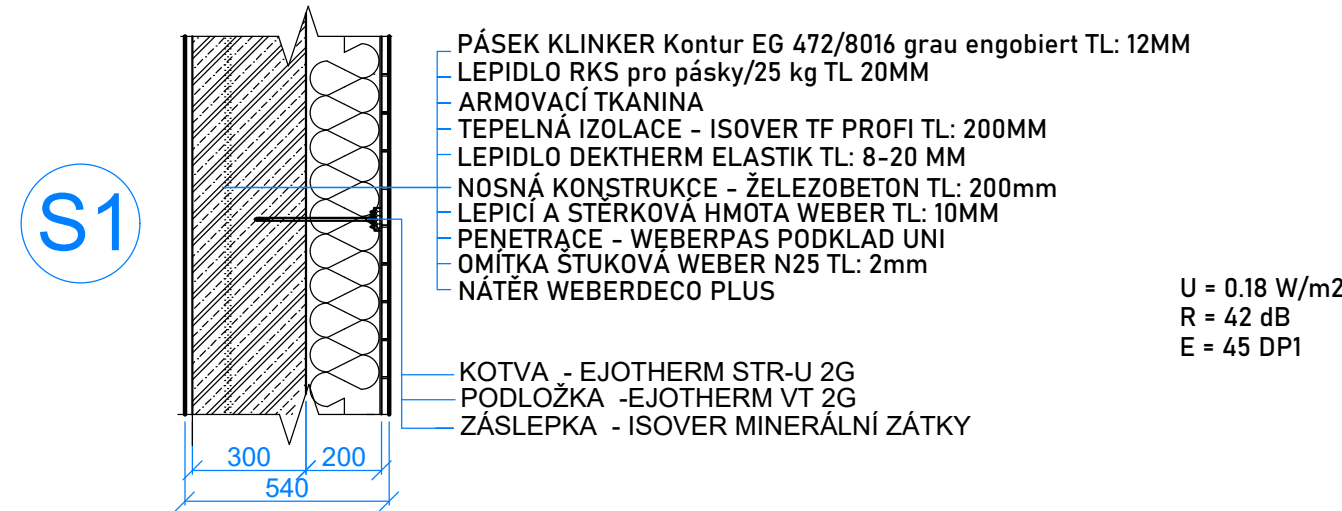 PÁSEK KLINKER Kontur EG 472/8016 grau engobiert TL: 12MM
LEPIDLO RKS pro pásky/25 kg TL 20MM
ARMOVACÍ TKANINA
TEPELNÁ IZOLACE - ISOVER TF PROFI TL: 200MM
LEPIDLO DEKTHERM ELASTIK TL: 8-20 MM
NOSNÁ KONSTRUKCE - ŽELEZOBETON TL: 200mm
LEPICÍ A STĚRKOVÁ HMOTA WEBER TL: 10MM
PENETRACE - WEBERPAS PODKLAD UNI
OMÍTKA ŠTUKOVÁ WEBER N25 TL: 2mm
NÁTĚR WEBERDECO PLUS
S1
U = 0.18 W/m2
R = 42 dB
E = 45 DP1
KOTVA - EJOTHERM STR-U 2G
PODLOŽKA -EJOTHERM VT 2G
ZÁSLEPKA - ISOVER MINERÁLNÍ ZÁTKY
300 200
540